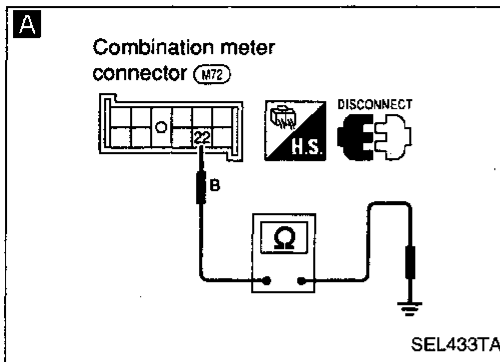 A
Combination meter
connector M72
DISCONNECT
H.S.
22
B
Ω
SEL433TA